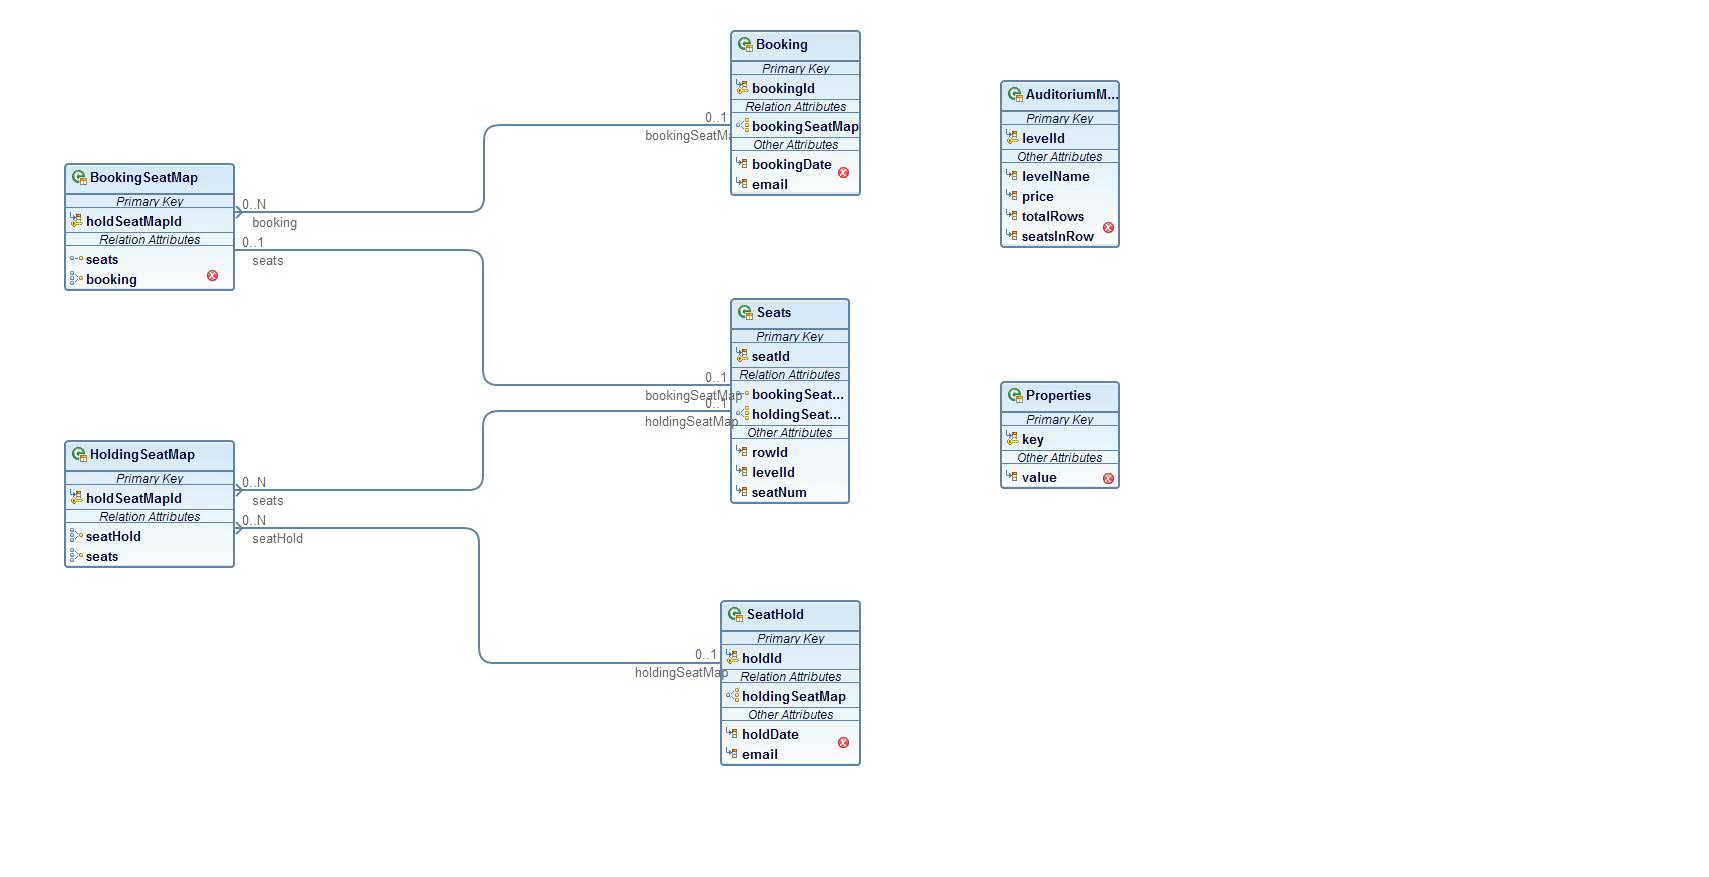 Booking
Primary Key
bookingId
Relation Attributes
bookingSeatMap
Other Attributes
bookingDate
email
AuditoriumM...
Primary Key
levelId
Other Attributes
levelName
price
totalRows
seatsInRow
BookingSeatMap
Primary Key
holdSeatMapId
Relation Attributes
seats
booking
0..N
booking
0..1
bookingSeatMa
0..1
seats
0..1
bookingSeatMap
Seats
Primary Key
seatId
Relation Attributes
bookingSeat...
holdingSeat...
Other Attributes
rowId
levelId
seatNum
0..1
holdingSeatMap
Properties
Primary Key
key
Other Attributes
value
HoldingSeatMap
Primary Key
holdSeatMapId
Relation Attributes
seatHold
seats
0..N
seats
0..N
seatHold
0..1
holdingSeatMap
SeatHold
Primary Key
holdId
Relation Attributes
holdingSeatMap
Other Attributes
holdDate
email